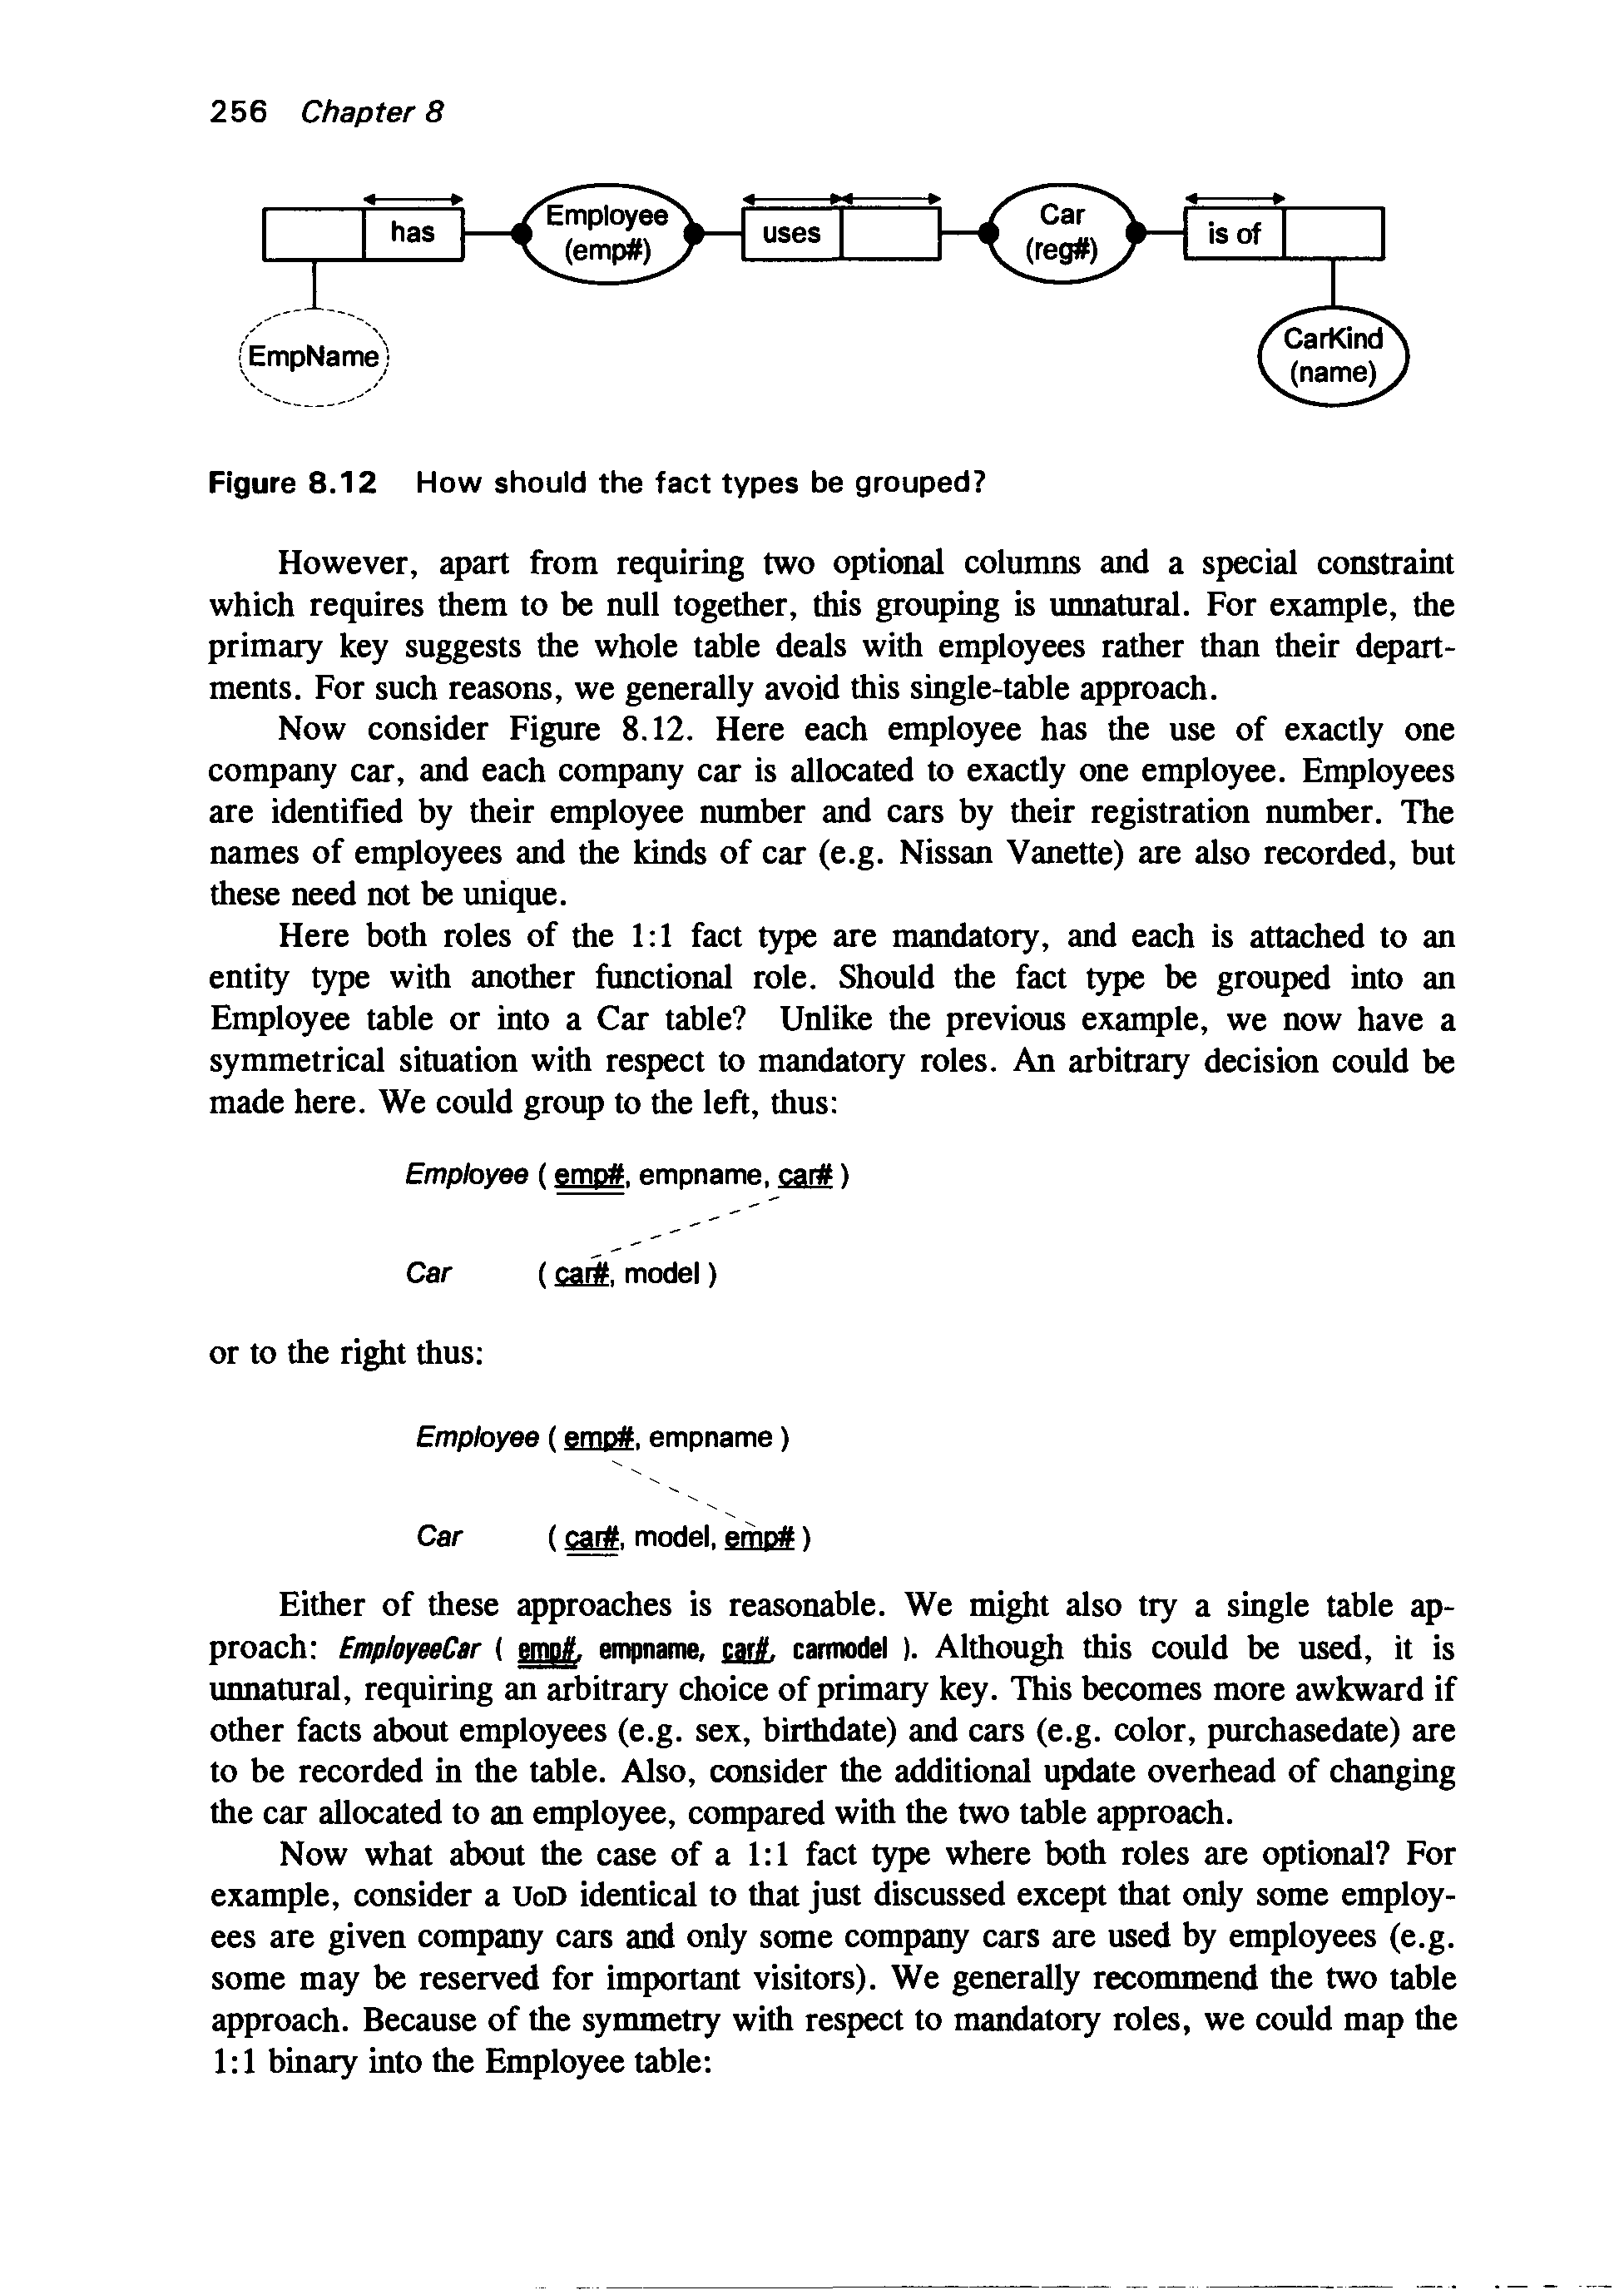 256 Chapter 8
has
Employee
(emp#)
uses
Car
(reg#)
is of
EmpName
CarKind
(name)
Figure 8.12 How should the fact types be grouped?
However, apart from requiring two optional columns and a special constraint
which requires them to be null together, this grouping is unnatural. For example, the
primary key suggests the whole table deals with employees rather than their depart-
ments. For such reasons, we generally avoid this single-table approach.
Now consider Figure 8.12. Here each employee has the use of exactly one
company car, and each company car is allocated to exactly one employee. Employees
are identified by their employee number and cars by their registration number. The
names of employees and the kinds of car (e.g. Nissan Vanette) are also recorded, but
these need not be unique.
Here both roles of the 1:1 fact type are mandatory, and each is attached to an
entity type with another functional role. Should the fact type be grouped into an
Employee table or into a Car table? Unlike the previous example, we now have a
symmetrical situation with respect to mandatory roles. An arbitrary decision could be
made here. We could group to the left, thus:
Employee ( emp#, empname, car# )
Car ( car#, model )
or to the right thus:
Employee ( emp#, empname )
Car ( car#, model, emp# )
Either of these approaches is reasonable. We might also try a single table ap-
proach: EmployeeCar ( emp#, empname, car#, carmodel ). Although this could be used, it is
unnatural, requiring an arbitrary choice of primary key. This becomes more awkward if
other facts about employees (e.g. sex, birthdate) and cars (e.g. color, purchasedate) are
to be recorded in the table. Also, consider the additional update overhead of changing
the car allocated to an employee, compared with the two table approach.
Now what about the case of a 1:1 fact type where both roles are optional? For
example, consider a UoD identical to that just discussed except that only some employ-
ees are given company cars and only some company cars are used by employees (e.g.
some may be reserved for important visitors). We generally recommend the two table
approach. Because of the symmetry with respect to mandatory roles, we could map the
1:1 binary into the Employee table: